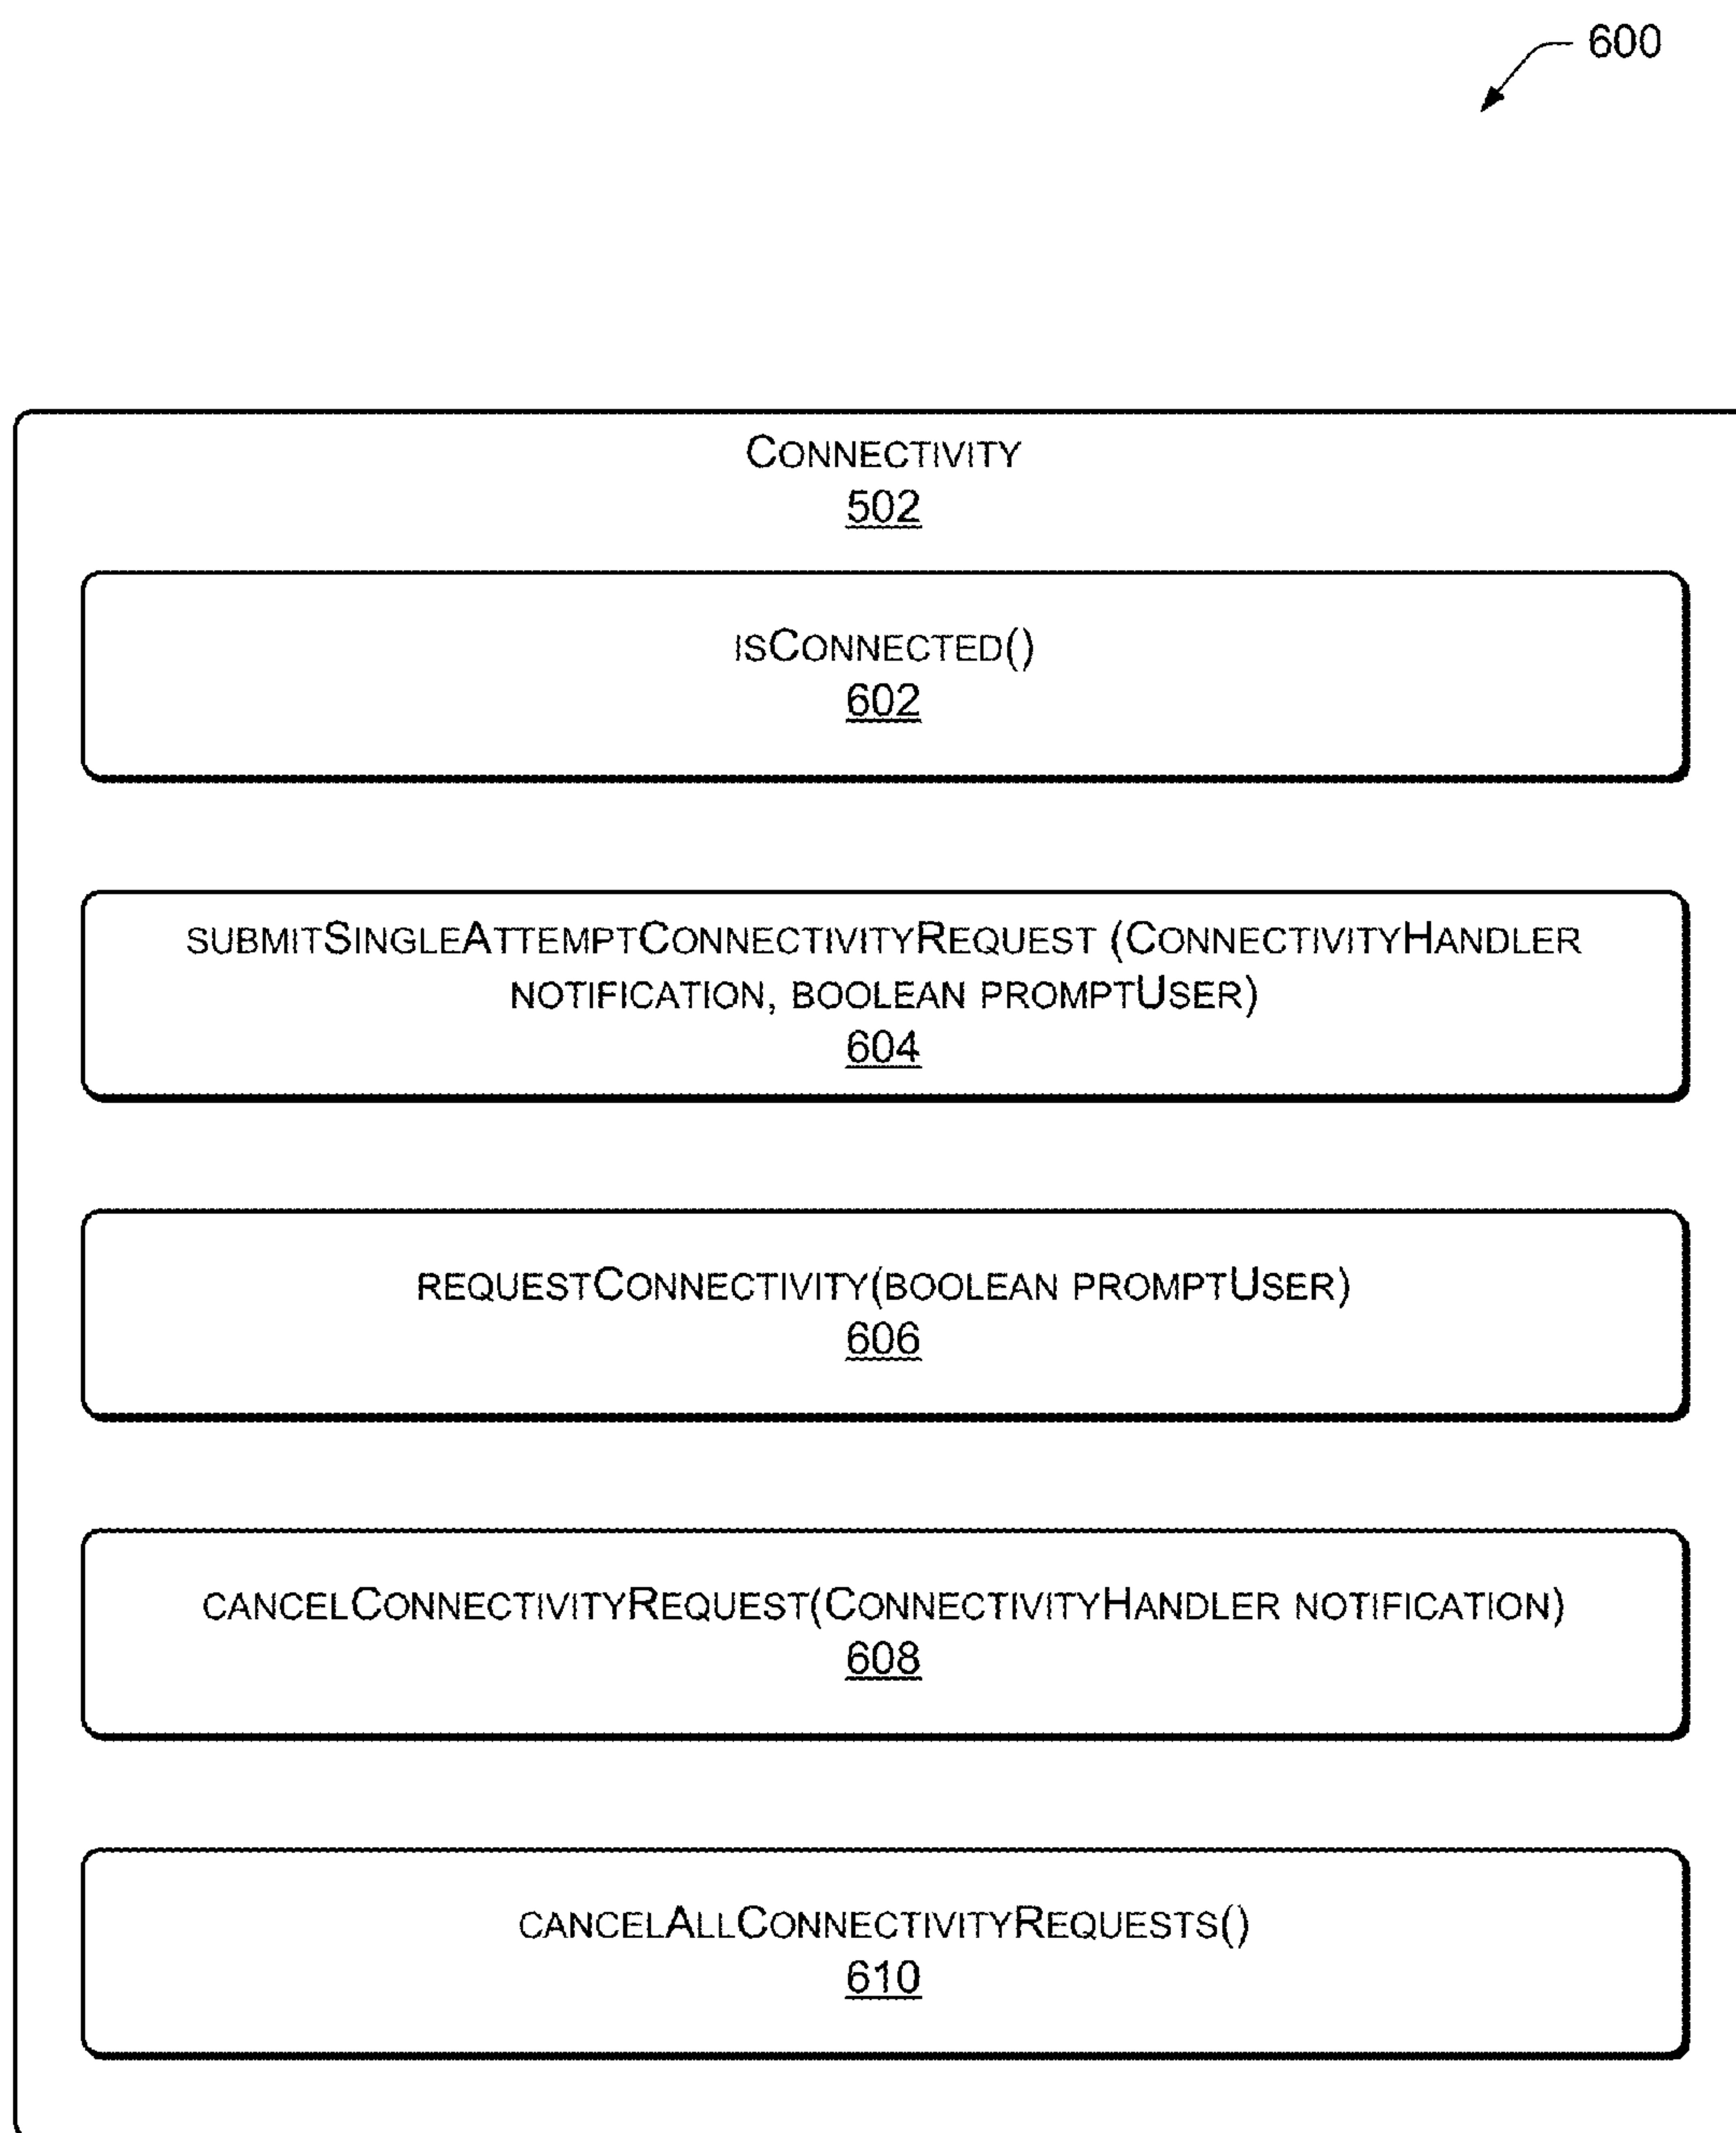 600
Connectivity
502
isConnected()
602
submitSingleAttemptConnectivityRequest (ConnectivityHandler
notification, boolean promptUser)
604
requestConnectivity(boolean promptUser)
606
cancelConnectivityRequest(ConnectivityHandler notification)
608
cancelAllConnectivityRequests()
610